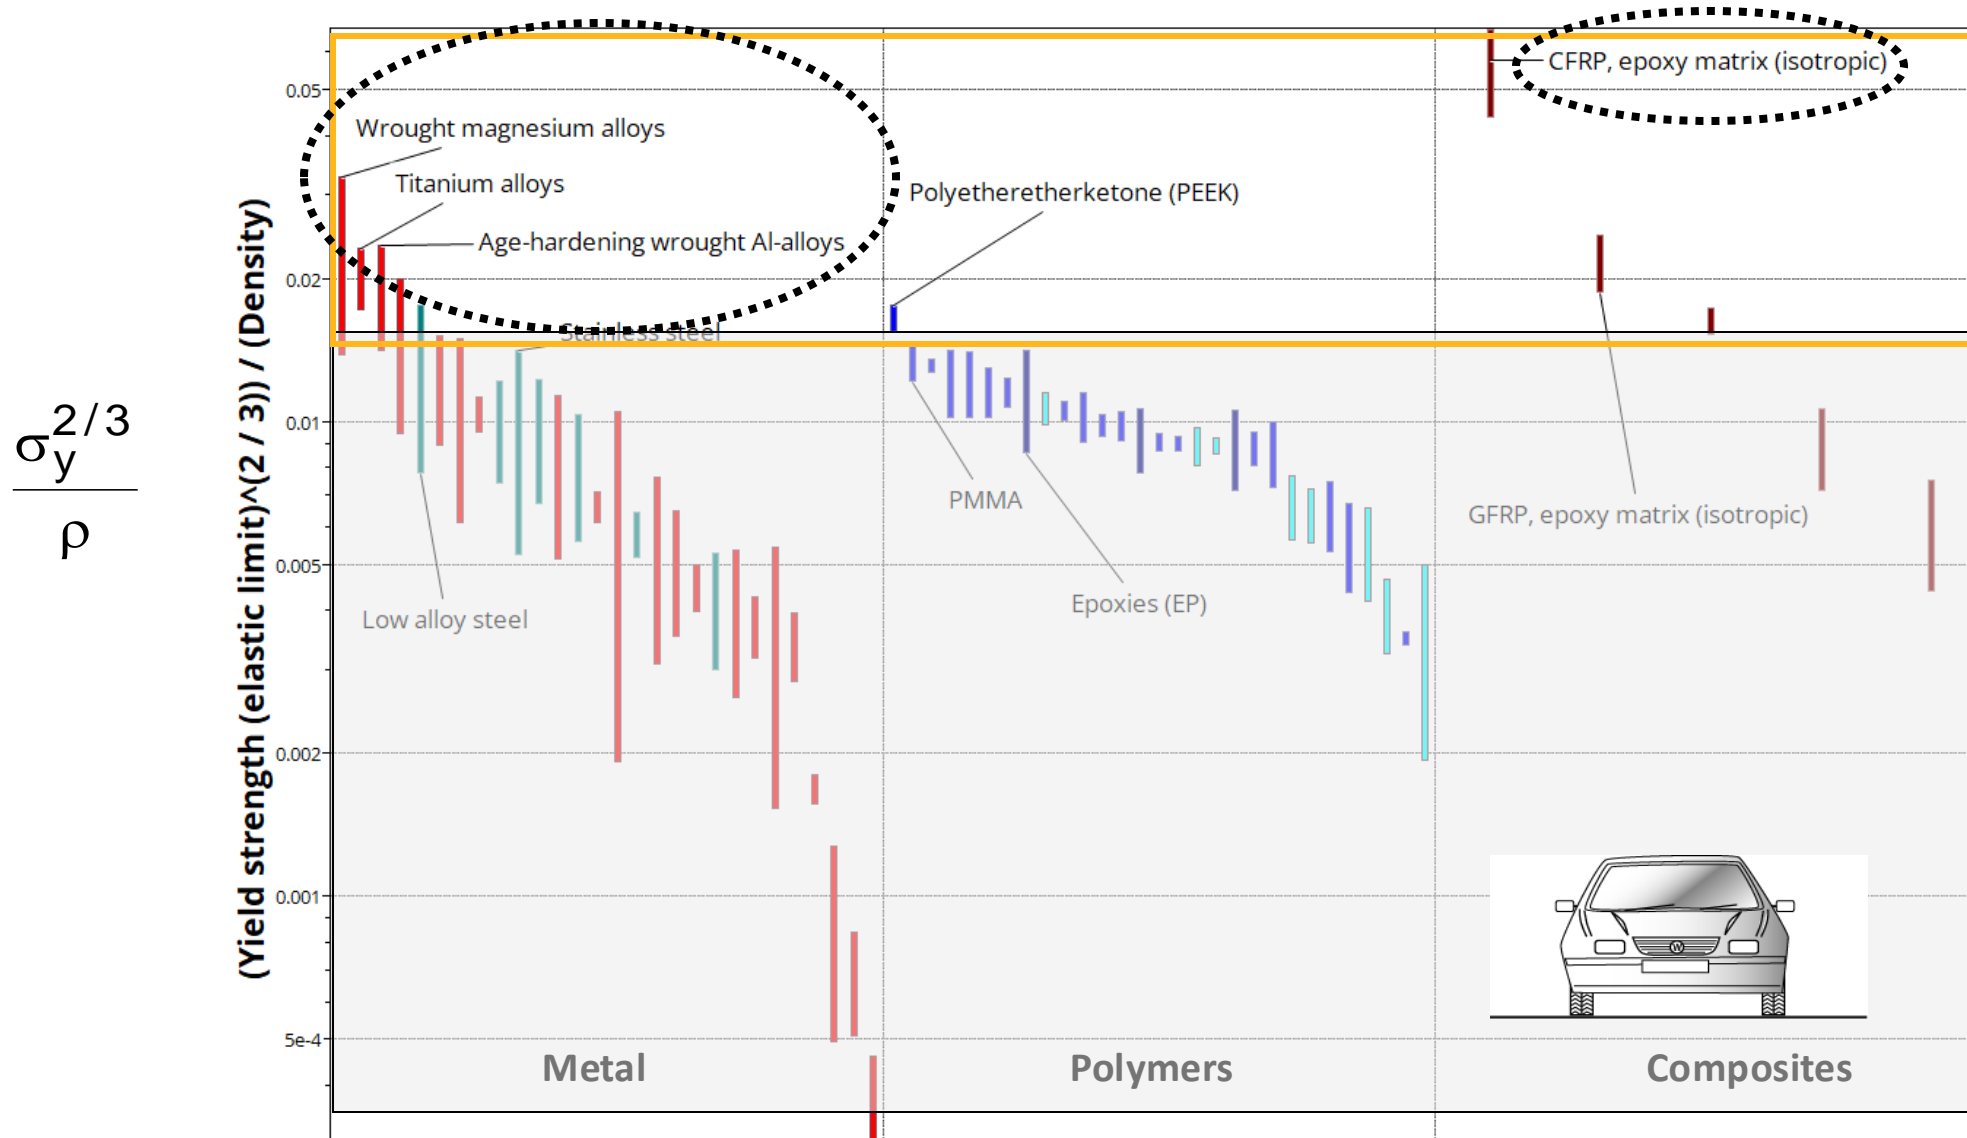 σy2/3
ρ
(Yield strength (elastic limit)^(2 / 3)) / (Density)
0.05
0.02
0.01
0.005
0.002
0.001
5e-4
Wrought magnesium alloys
Titanium alloys
Age-hardening wrought Al-alloys
Stainless steel
Low alloy steel
Metal
Polyetheretherketone (PEEK)
PMMA
Epoxies (EP)
Polymers
CFRP, epoxy matrix (isotropic)
GFRP, epoxy matrix (isotropic)
W
Composites